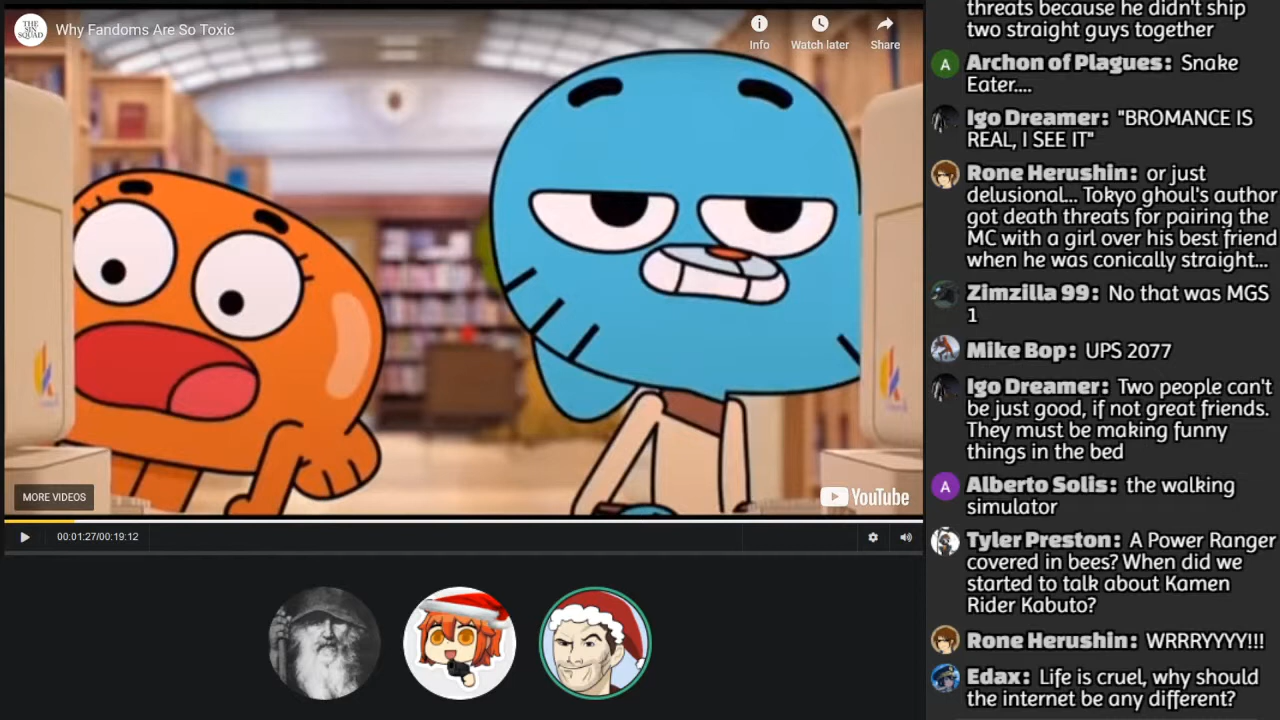 THE
SIN
SQUAD
Why Fandoms Are So Toxic
Info
Watch later
Share
MORE VIDEOS
YouTube
00:01:27/00:19:12
threats because he didn't ship
two straight guys together
A
Archon of Plagues: Snake
Eater....
Igo Dreamer: "BROMANCE IS
REAL, I SEE IT"
Rone Herushin: or just
delusional... Tokyo ghoul's author
got death threats for pairing the
MC with a girl over his best friend
when he was conically straight...
Zimzilla 99: No that was MGS
1
Mike Bop: UPS 2077
Igo Dreamer: Two people can't
be just good, if not great friends.
They must be making funny
things in the bed
A
Alberto Solis: the walking
simulator
Tyler Preston: A Power Ranger
covered in bees? When did we
started to talk about Kamen
Rider Kabuto?
Rone Herushin: WRRRYYYY!!!
Edax: Life is cruel, why should
the internet be any different?